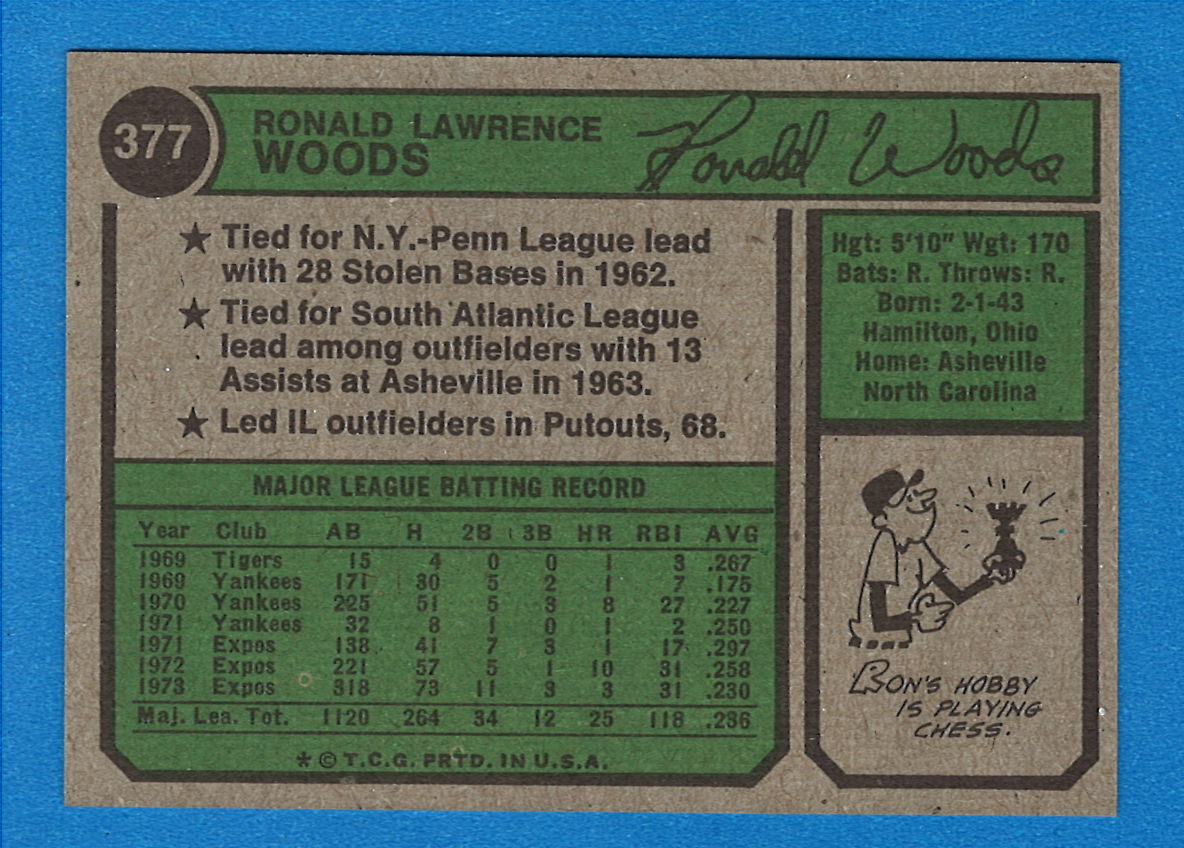 377
RONALD LAWRENCE
WOODS
Ronald Woods
★ Tied for N.Y.-Penn League lead
with 28 Stolen Bases in 1962.
★ Tied for South Atlantic League
lead among outfielders with 13
Assists at Asheville in 1963.
★ Led IL outfielders in Putouts, 68.
Hgt: 5'10" Wgt: 170
Bats: R. Throws: R.
Born: 2-1-43
Hamilton, Ohio
Home: Asheville
North Carolina
MAJOR LEAGUE BATTING RECORD
Year Club AB H 2B 3B HR RBI AVG
1969 Tigers 15 4 0 0 1 3 .267
1969 Yankees 171 30 5 2 1 7 .175
1970 Yankees 225 51 5 3 8 27 .227
1971 Yankees 32 8 1 0 1 2 .250
1971 Expos 138 41 7 3 1 17 .297
1972 Expos 221 57 5 1 10 31 .258
1973 Expos 318 73 11 3 3 31 .230
Maj. Lea. Tot. 1120 264 34 12 25 118 .236
* © T.C.G. PRTD. IN U.S.A.
RON'S HOBBY
IS PLAYING
CHESS.